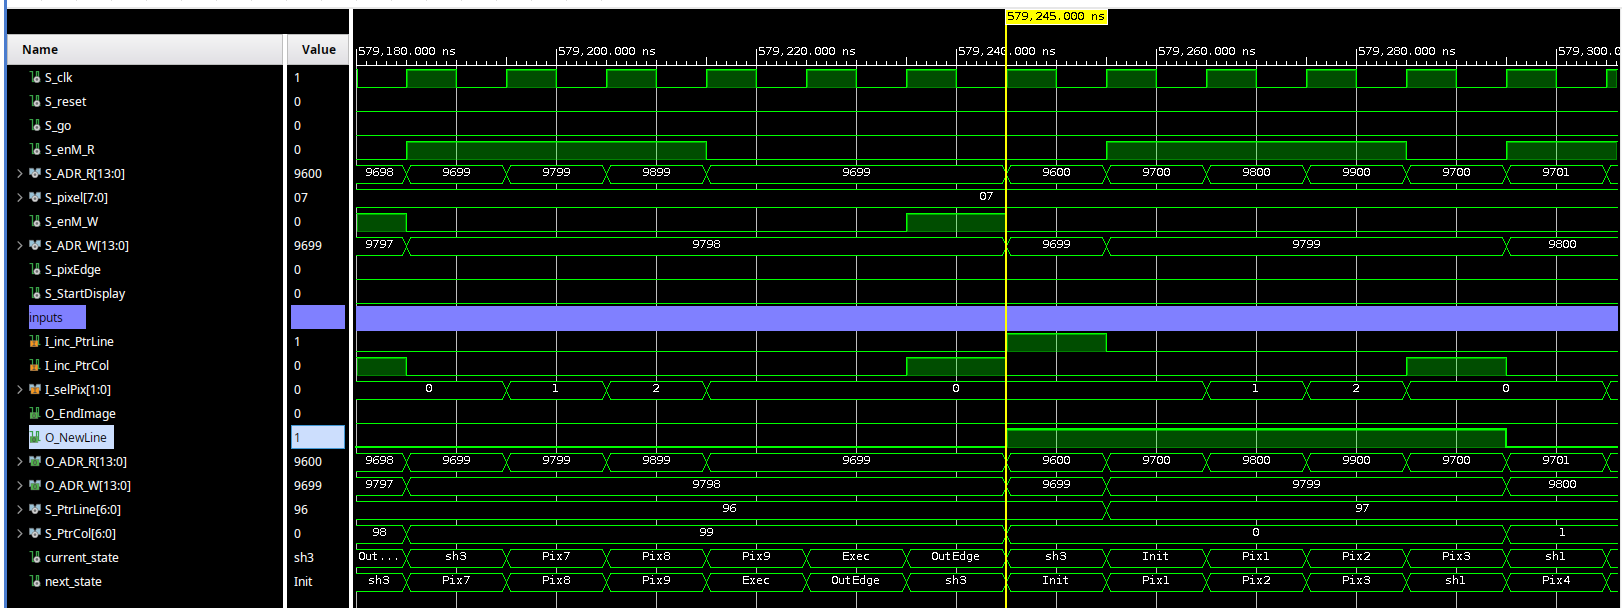 579,245.000 ns
Name Value 579,180.000 ns 579,200.000 ns 579,220.000 ns 579,240.000 ns 579,260.000 ns 579,280.000 ns 579,300.0
S_clk 1
S_reset 0
S_go 0
S_enM_R 0
S_ADR_R[13:0] 9600 9698 9699 9799 9899 9699 9600 9700 9800 9900 9700 9701
S_pixel[7:0] 07 07
S_enM_W 0
S_ADR_W[13:0] 9699 9797 9798 9699 9799 9800
S_pixEdge 0
S_StartDisplay 0
inputs
I_inc_PtrLine 1
I_inc_PtrCol 0
I_selPix[1:0] 0 0 1 2 0 1 2 0
O_EndImage 0
O_NewLine 1
O_ADR_R[13:0] 9600 9698 9699 9799 9899 9699 9600 9700 9800 9900 9700 9701
O_ADR_W[13:0] 9699 9797 9798 9699 9799 9800
S_PtrLine[6:0] 96 96 97
S_PtrCol[6:0] 0 98 99 0 1
current_state sh3 Out... sh3 Pix7 Pix8 Pix9 Exec OutEdge sh3 Init Pix1 Pix2 Pix3 sh1
next_state Init sh3 Pix7 Pix8 Pix9 Exec OutEdge sh3 Init Pix1 Pix2 Pix3 sh1 Pix4